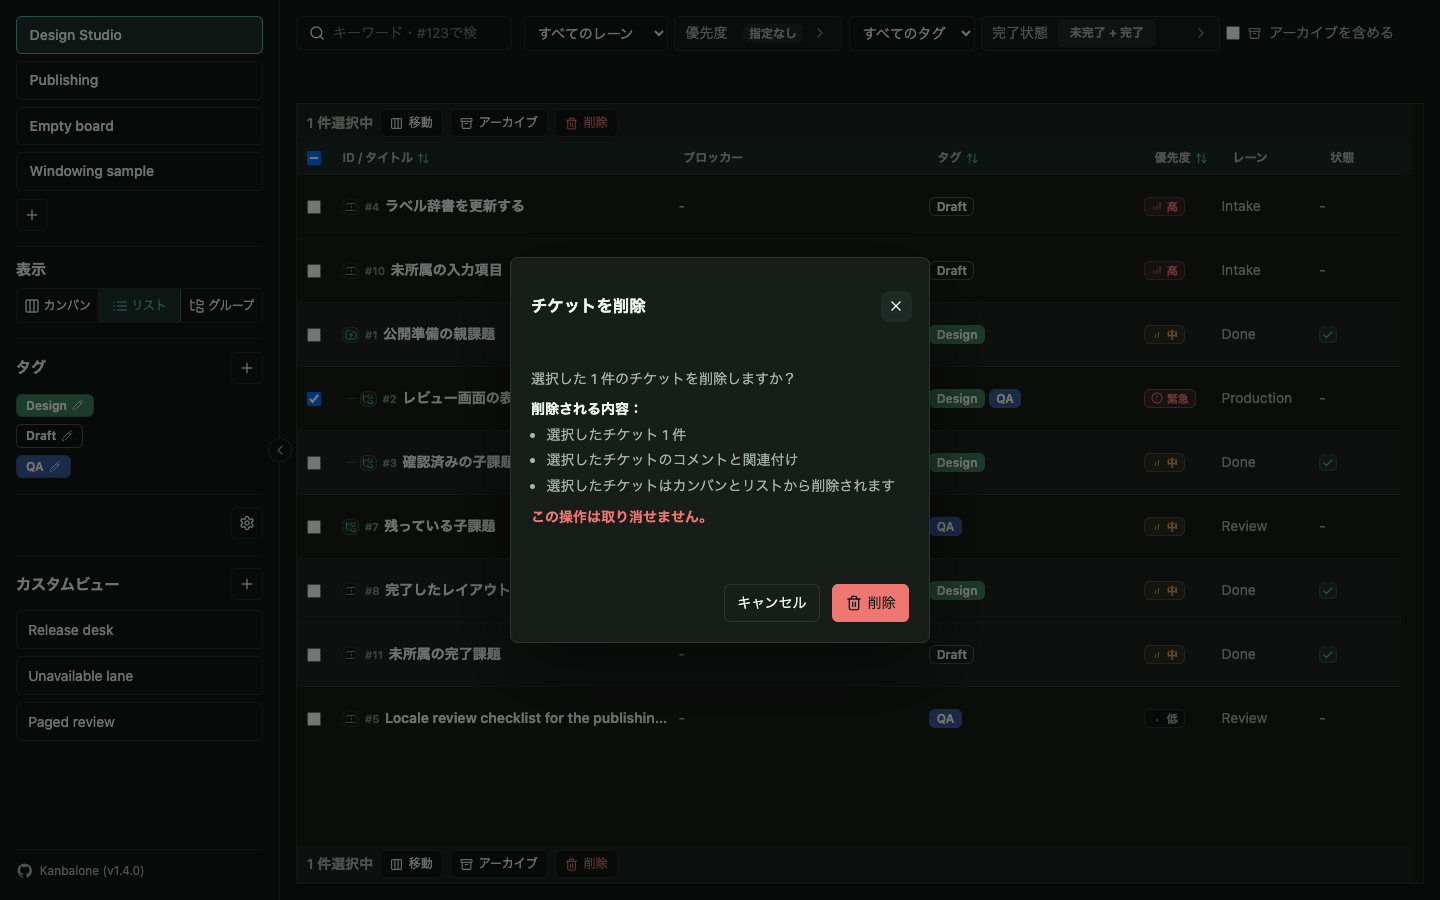 Design Studio
Publishing
Empty board
Windowing sample
表示
カンバン リスト グループ
タグ
Design
Draft
QA
カスタムビュー
Release desk
Unavailable lane
Paged review
Kanbalone (v1.4.0)
キーワード・#123で検 すべてのレーン 優先度 指定なし すべてのタグ 完了状態 未完了 + 完了 アーカイブを含める
1 件選択中 移動 アーカイブ 削除
ID / タイトル ブロッカー タグ 優先度 レーン 状態
#4 ラベル辞書を更新する - Draft 高 Intake -
#10 未所属の入力項目 Draft 高 Intake -
#1 公開準備の親課題 Design 中 Done
#2 レビュー画面の表 Design QA 緊急 Production -
#3 確認済みの子課題 Design 中 Done
#7 残っている子課題 QA 中 Review -
#8 完了したレイアウト Design 中 Done
#11 未所属の完了課題 - Draft 中 Done
#5 Locale review checklist for the publishin... - QA 低 Review -
1 件選択中 移動 アーカイブ 削除
チケットを削除
選択した 1 件のチケットを削除しますか？
削除される内容：
• 選択したチケット 1 件
• 選択したチケットのコメントと関連付け
• 選択したチケットはカンバンとリストから削除されます
この操作は取り消せません。
キャンセル 削除